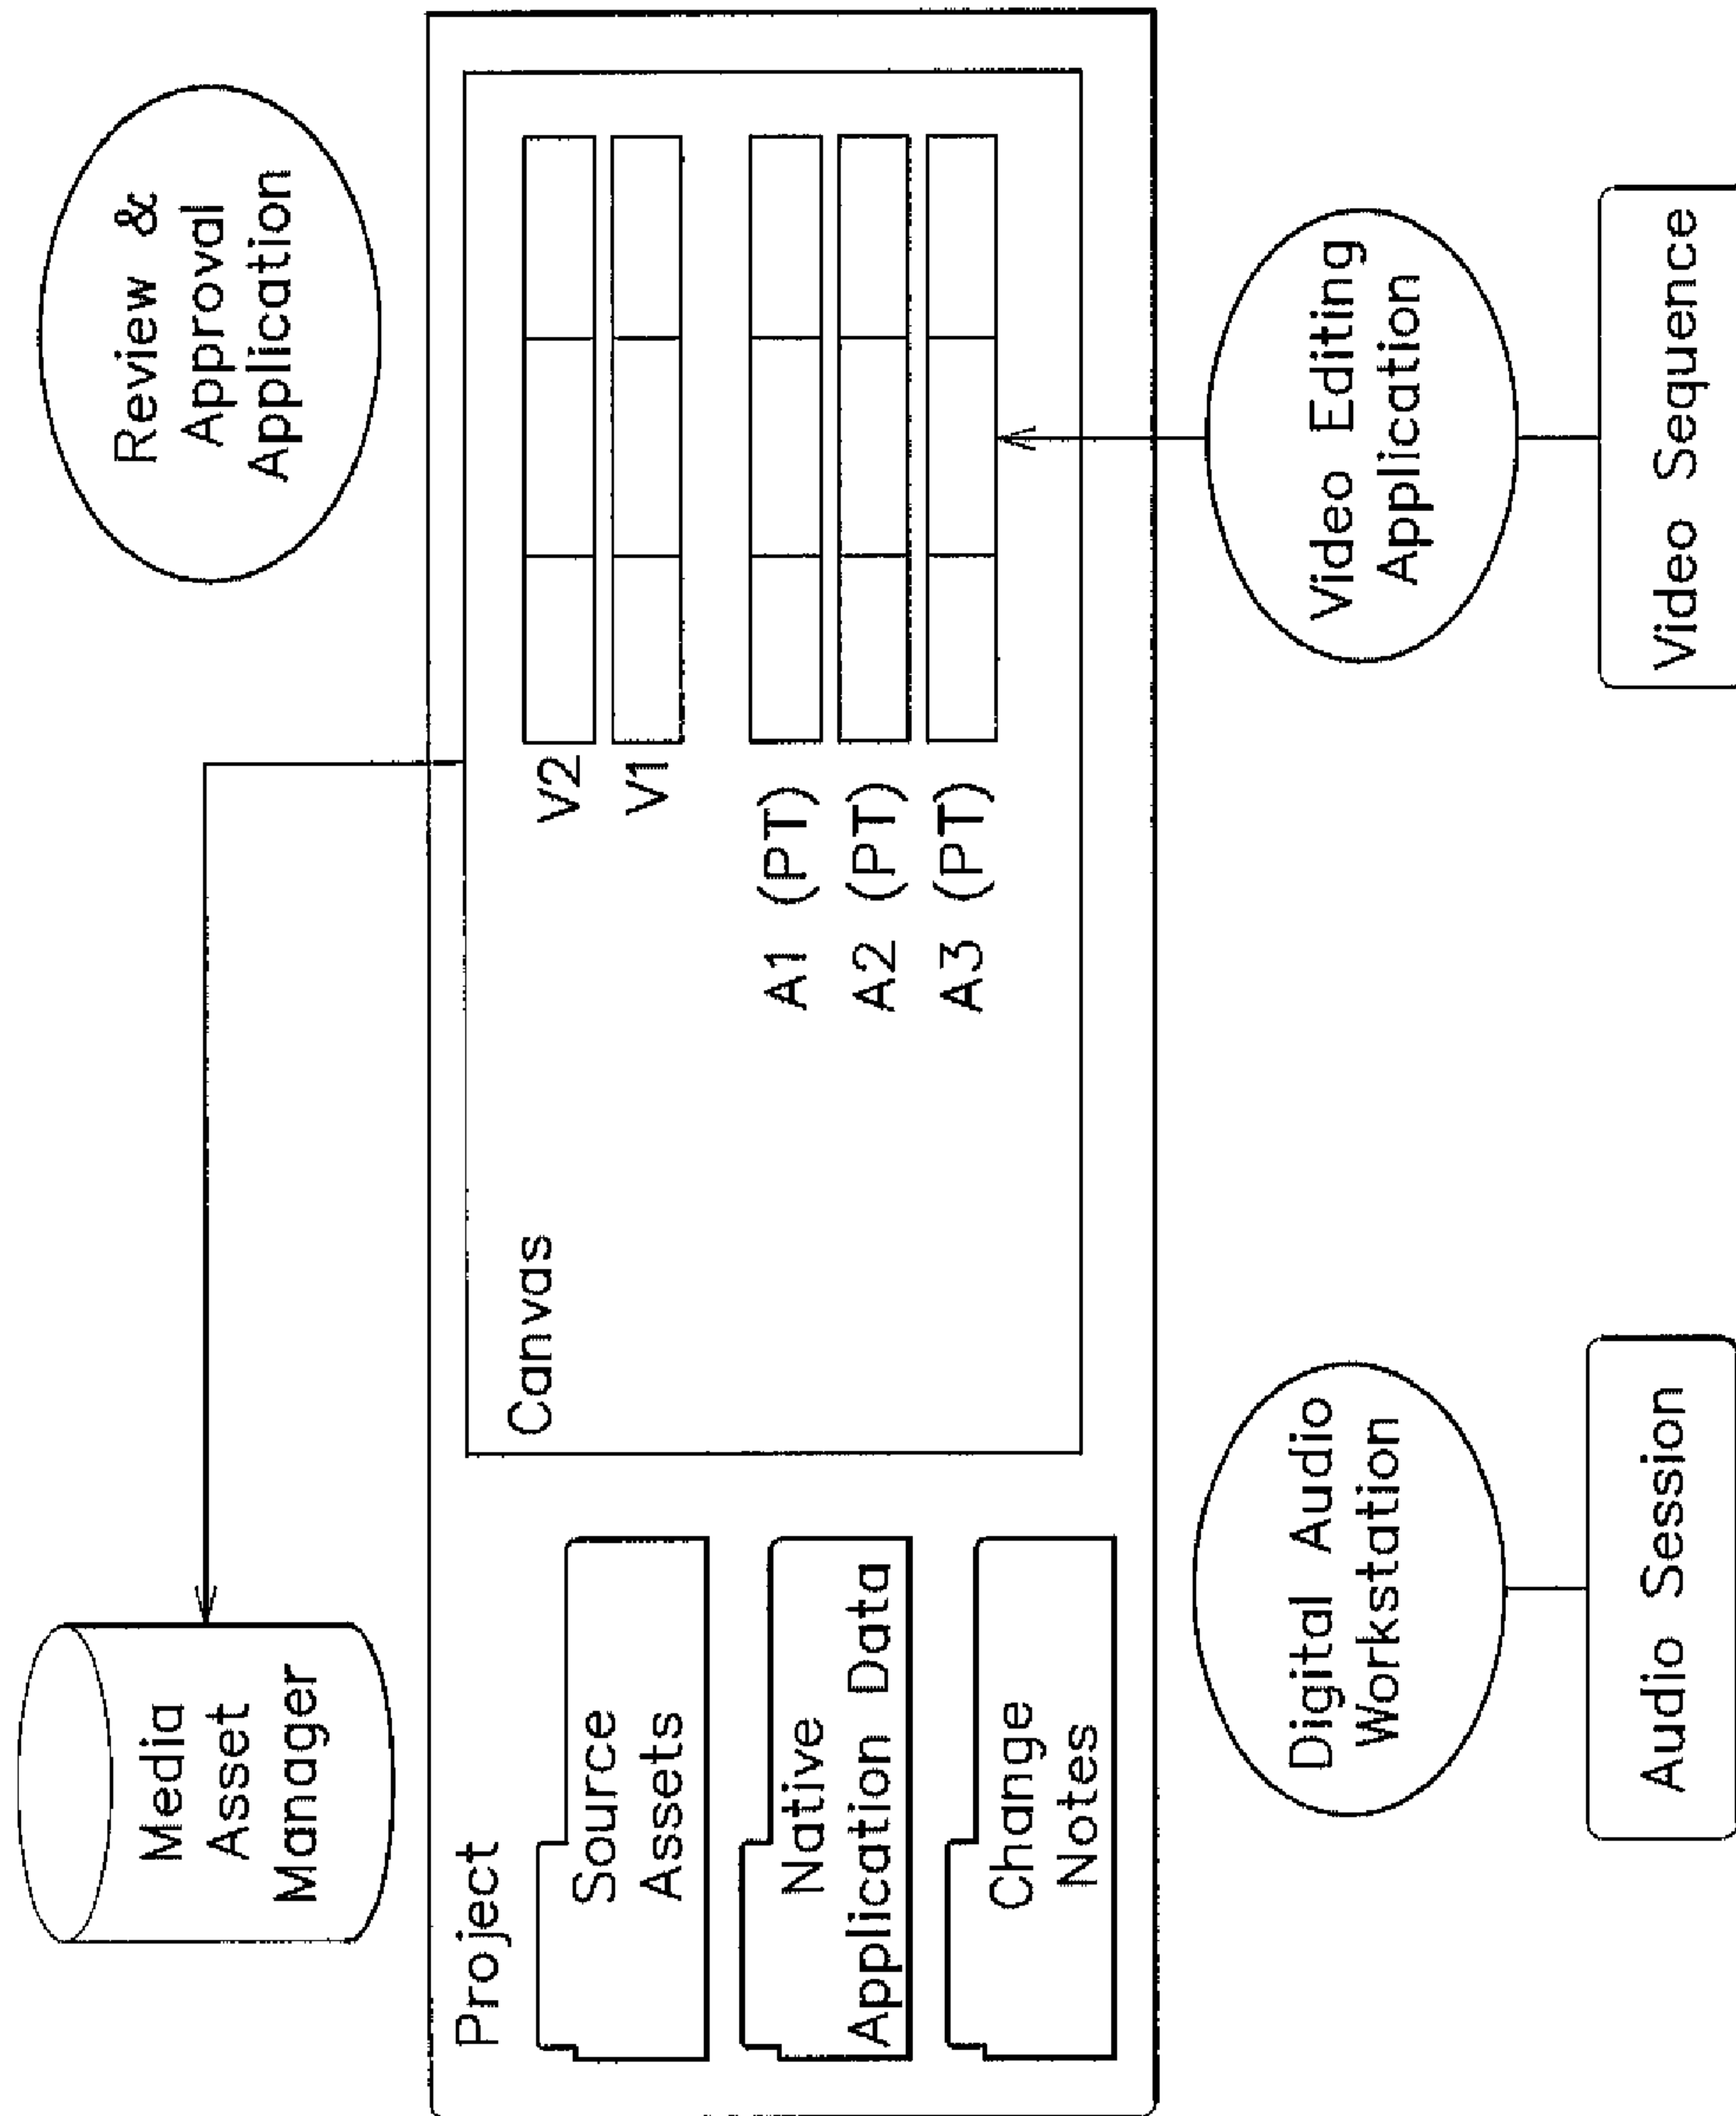 Media
Asset
Manager
Review &
Approval
Application
Project
Source
Assets
Native
Application Data
Change
Notes
Canvas
V2
V1
A1 (PT)
A2 (PT)
A3 (PT)
Digital Audio
Workstation
Video Editing
Application
Audio Session
Video Sequence